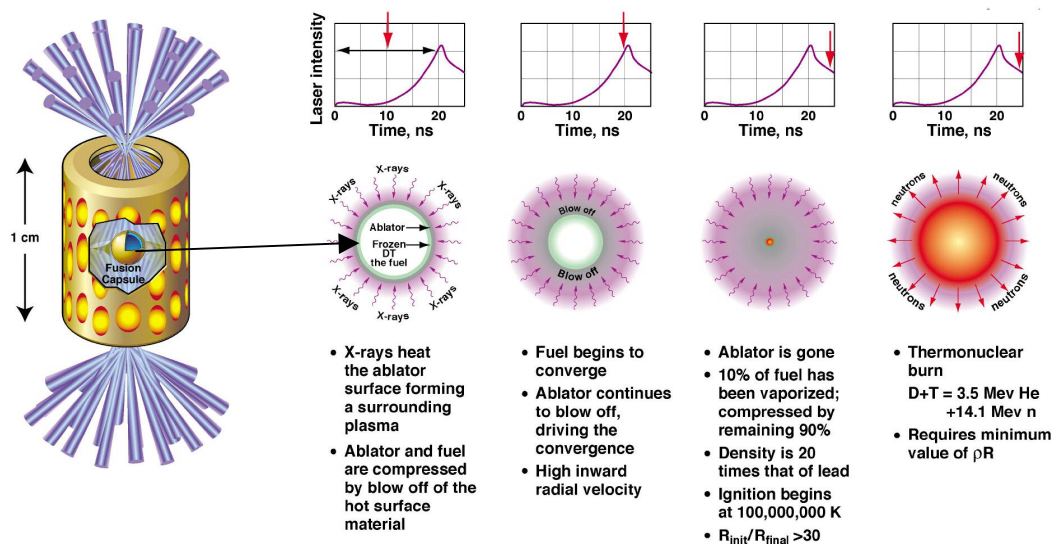 1 cm
Fusion
Capsule
Laser intensity
0
10
20
Time, ns
0
10
20
Time, ns
0
10
20
Time, ns
0
10
20
Time, ns
X-rays
X-rays
X-rays
X-rays
X-rays
X-rays
Ablator
Frozen
DT
the fuel
Blow off
Blow off
neutrons
neutrons
neutrons
neutrons
• X-rays heat
the ablator
surface forming
a surrounding
plasma
• Ablator and fuel
are compressed
by blow off of the
hot surface
material
• Fuel begins to
converge
• Ablator continues
to blow off,
driving the
convergence
• High inward
radial velocity
• Ablator is gone
• 10% of fuel has
been vaporized;
compressed by
remaining 90%
• Density is 20
times that of lead
• Ignition begins
at 100,000,000 K
• Rinit/Rfinal >30
• Thermonuclear
burn
D+T = 3.5 Mev He
+14.1 Mev n
• Requires minimum
value of ρR